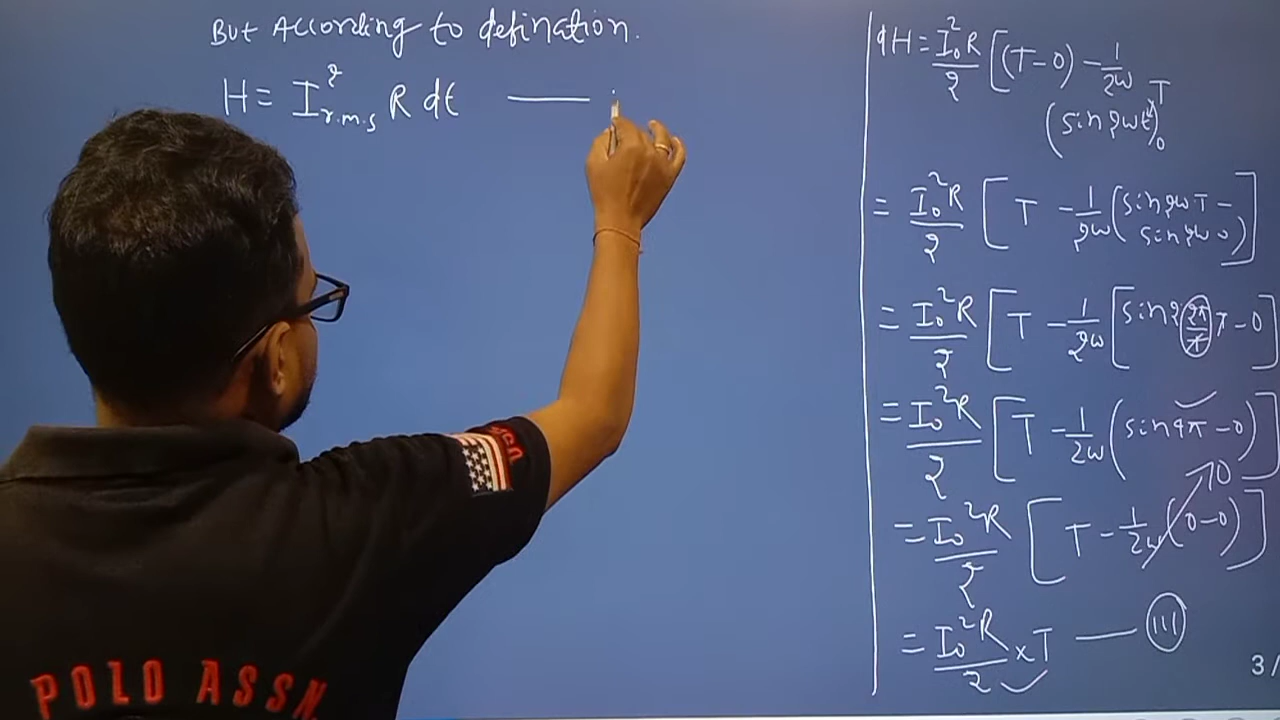 But According to defination.
H = I²r.m.s R dt —
dH = I₀²R/2 [(T-0) - 1/2ω
(sin2ωt)₀ᵀ
= I₀²R/2 [T - 1/2ω (sin2ωT -
sin2ω0)]
= I₀²R/2 [T - 1/2ω [sin2 2π/T T - 0]
= I₀²R/2 [T - 1/2ω (sin4π - 0)]
0
= I₀²R/2 [T - 1/2ω (0-0)]
= I₀²R/2 × T — (III)
3/
POLO ASSN.